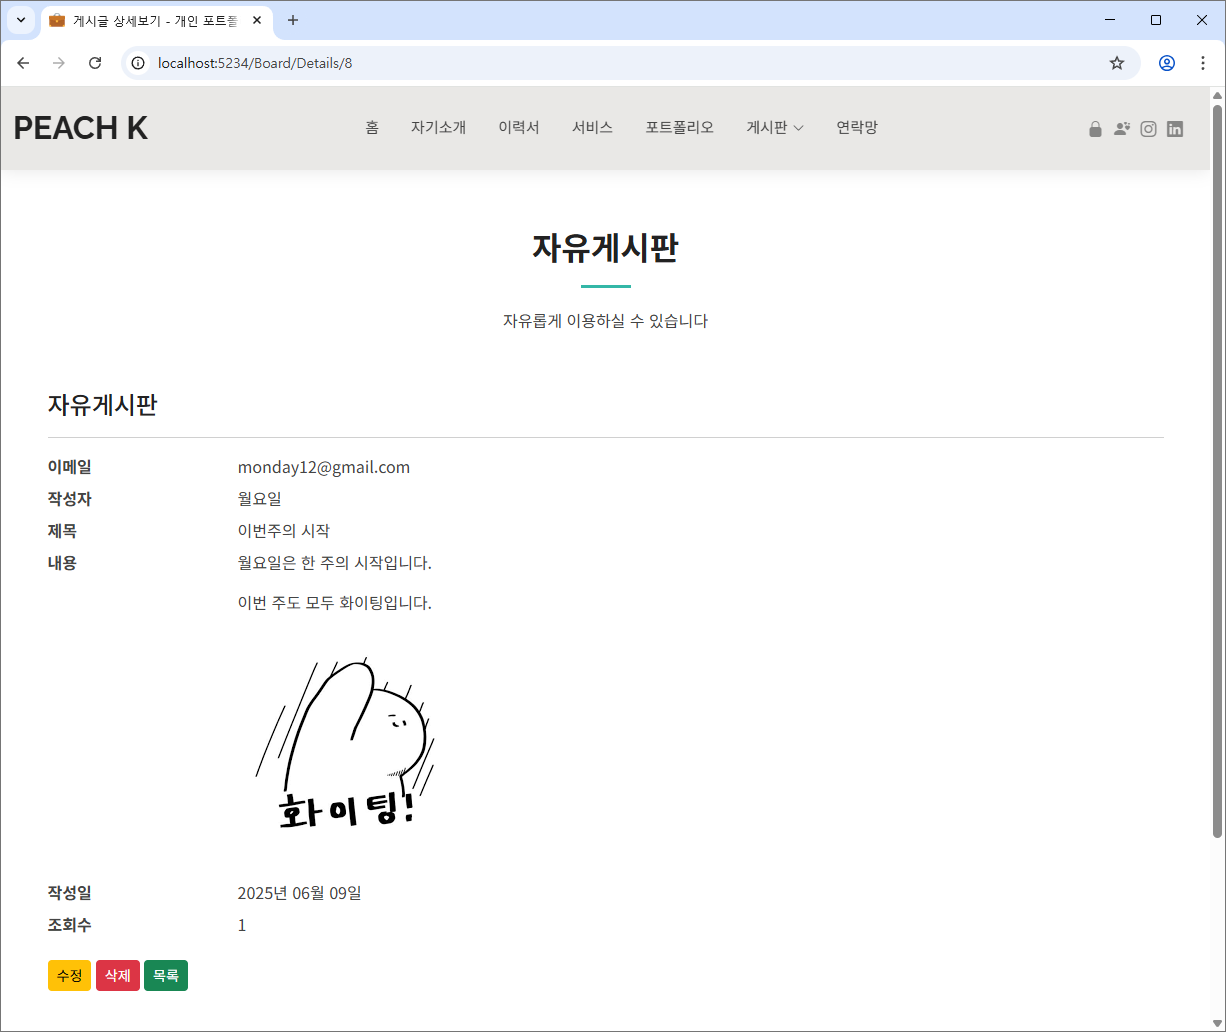 게시글 상세보기 - 개인 포트폴
localhost:5234/Board/Details/8
PEACH K
홈 자기소개 이력서 서비스 포트폴리오 게시판 연락망
자유게시판
자유롭게 이용하실 수 있습니다
자유게시판
이메일 monday12@gmail.com
작성자 월요일
제목 이번주의 시작
내용 월요일은 한 주의 시작입니다.
이번 주도 모두 화이팅입니다.
화이팅!
작성일 2025년 06월 09일
조회수 1
수정 삭제 목록